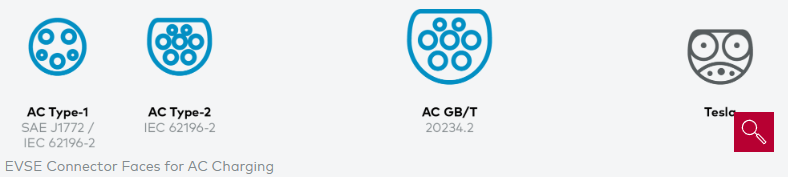 AC Type-1
SAE J1772 /
IEC 62196-2
AC Type-2
IEC 62196-2
AC GB/T
20234.2
Tesla
EVSE Connector Faces for AC Charging